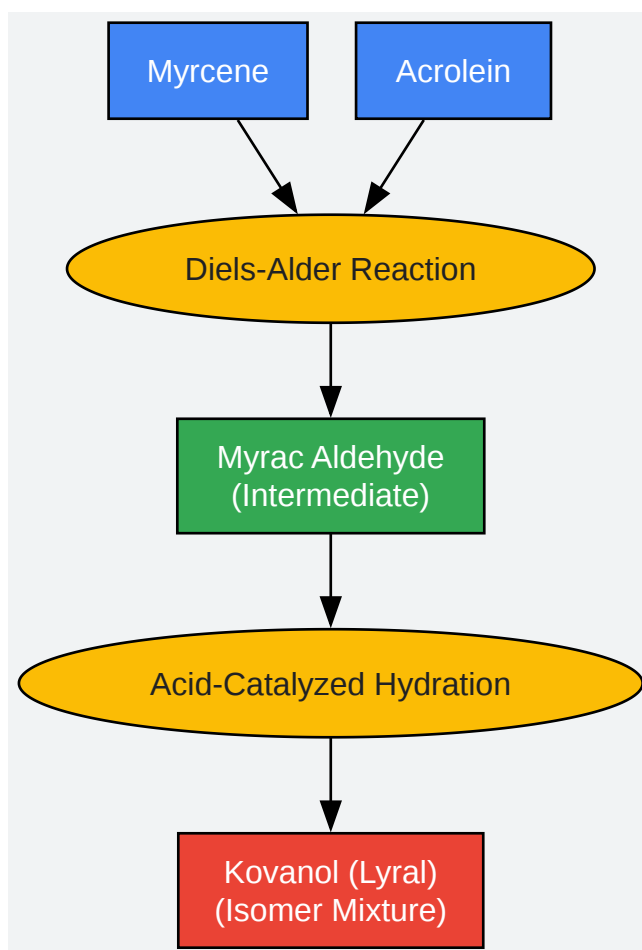 Myrcene
Acrolein
Diels-Alder Reaction
Myrac Aldehyde
(Intermediate)
Acid-Catalyzed Hydration
Kovanol (Lyral)
(Isomer Mixture)